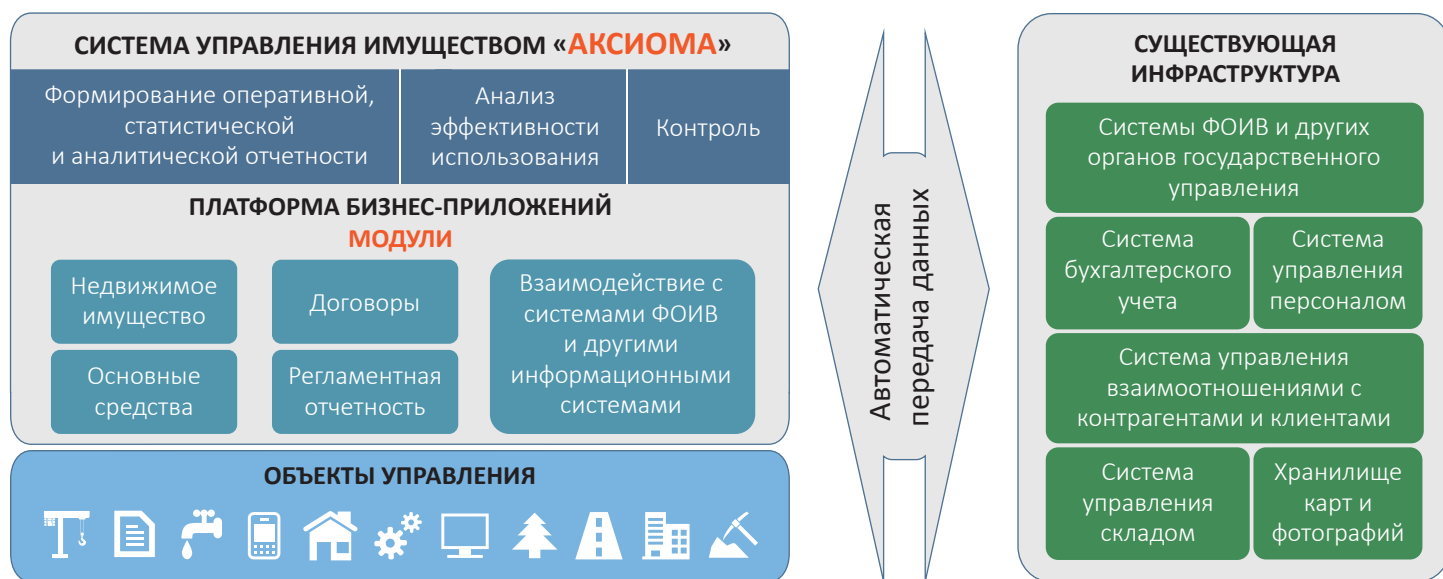 СИСТЕМА УПРАВЛЕНИЯ ИМУЩЕСТВОМ «АКСИОМА»
Формирование оперативной,
статистической
и аналитической отчетности
Анализ
эффективности
использования
Контроль
ПЛАТФОРМА БИЗНЕС-ПРИЛОЖЕНИЙ
МОДУЛИ
Недвижимое
имущество
Договоры
Взаимодействие с
системами ФОИВ
и другими
информационными
системами
Основные
средства
Регламентная
отчетность
ОБЪЕКТЫ УПРАВЛЕНИЯ
Автоматическая
передача данных
СУЩЕСТВУЮЩАЯ
ИНФРАСТРУКТУРА
Системы ФОИВ и других
органов государственного
управления
Система
бухгалтерского
учета
Система
управления
персоналом
Система управления
взаимоотношениями с
контрагентами и клиентами
Система
управления
складом
Хранилище
карт и
фотографий